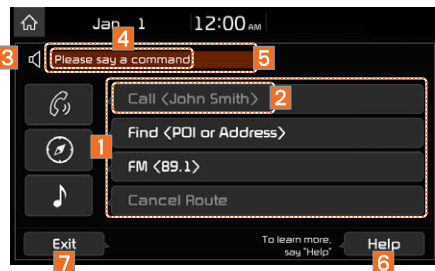 Jan. 1 12:00 AM
4
3 Please say a command 5
Call <John Smith> 2
Find <POI or Address>
1
FM <89.1>
Cancel Route
Exit To learn more, say "Help" Help
7 6